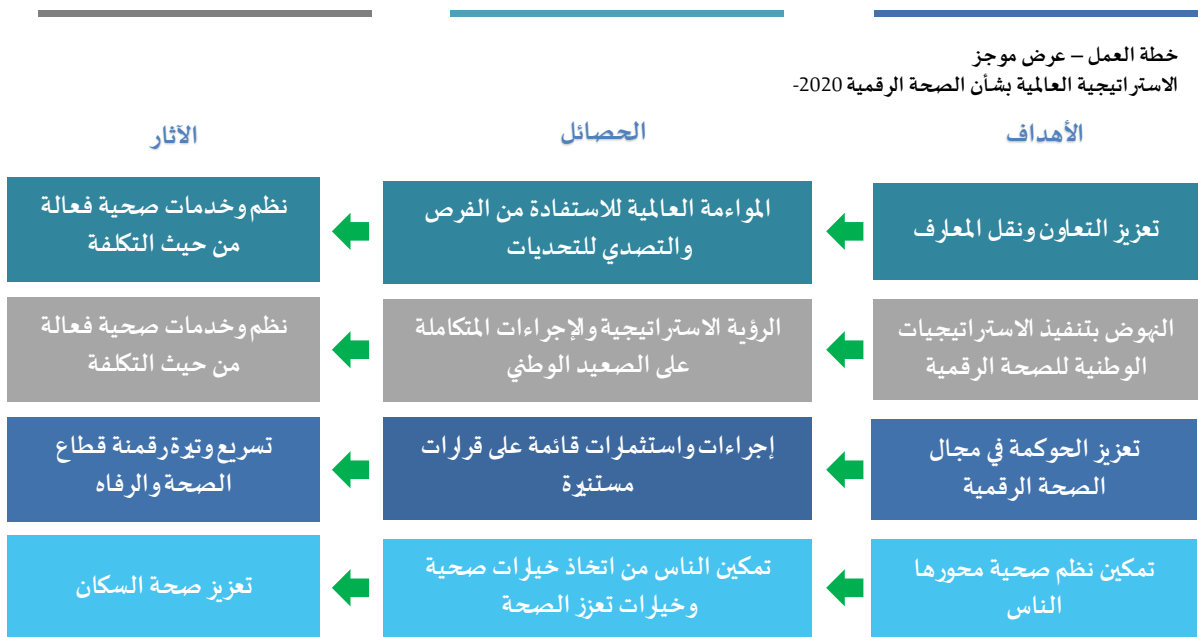 خطة العمل – عرض موجز
الاستراتيجية العالمية بشأن الصحة الرقمية 2020-
الأهداف
الحصائل
الآثار
تعزيز التعاون ونقل المعارف
المواءمة العالمية للاستفادة من الفرص
والتصدي للتحديات
نظم وخدمات صحية فعالة
من حيث التكلفة
النهوض بتنفيذ الاستراتيجيات
الوطنية للصحة الرقمية
الرؤية الاستراتيجية والإجراءات المتكاملة
على الصعيد الوطني
نظم وخدمات صحية فعالة
من حيث التكلفة
تعزيز الحوكمة في مجال
الصحة الرقمية
إجراءات واستثمارات قائمة على قرارات
مستنيرة
تسريع وتيرة رقمنة قطاع
الصحة والرفاه
تمكين نظم صحية محورها
الناس
تمكين الناس من اتخاذ خيارات صحية
وخيارات تعزز الصحة
تعزيز صحة السكان